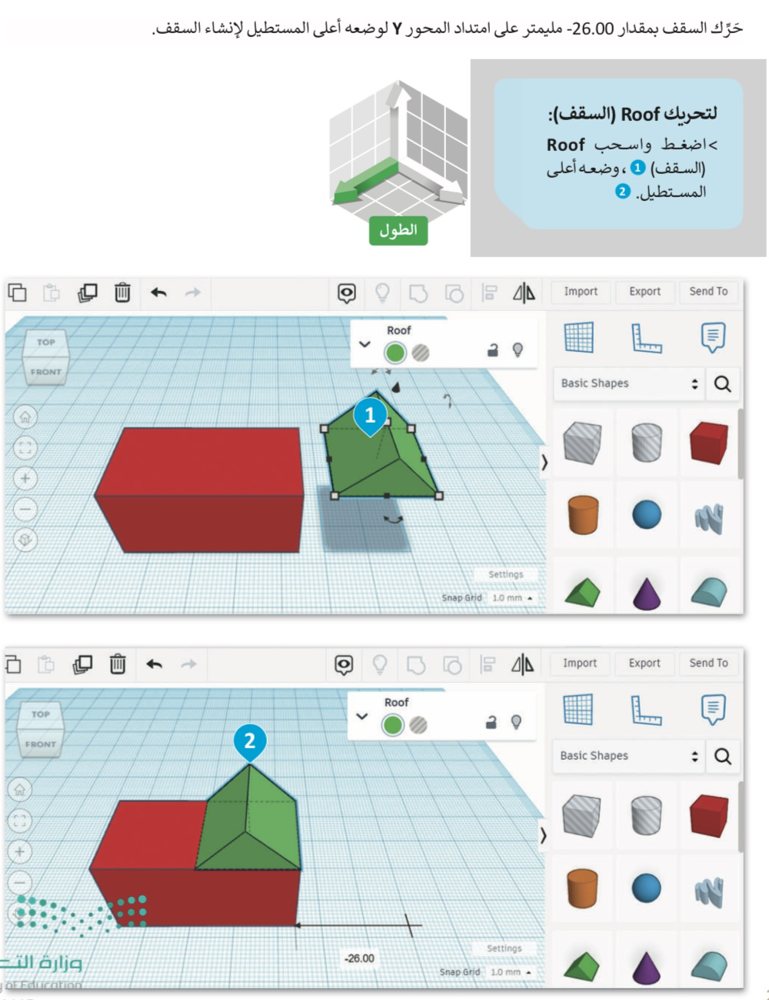 حَرِّك السقف بمقدار 26.00- مليمتر على امتداد المحور Y لوضعه أعلى المستطيل لإنشاء السقف.
لتحريك Roof (السقف):
> اضغط واسحب Roof
(السقف) 1 ، وضعه أعلى
المستطيل. 2
الطول
Import Export Send To
TOP
FRONT
Roof
1
Basic Shapes
Settings
Snap Grid 1.0 mm
Import Export Send To
TOP
FRONT
Roof
2
Basic Shapes
-26.00
Settings
Snap Grid 1.0 mm
وزارة التـ
of Education